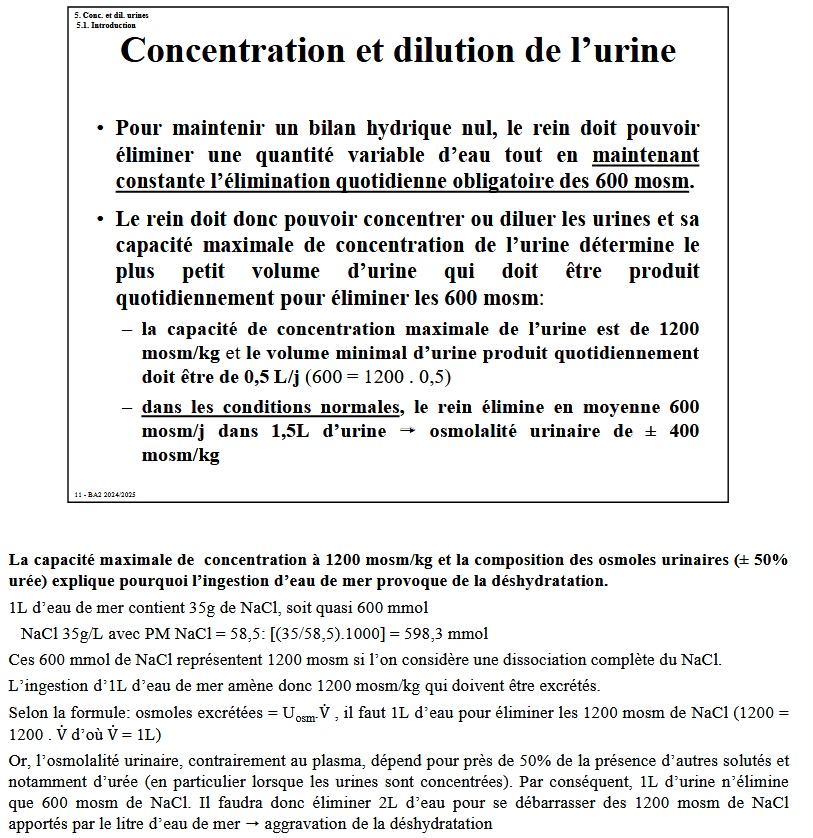 5. Conc. et dil. urines
5.1. Introduction
Concentration et dilution de l’urine
• Pour maintenir un bilan hydrique nul, le rein doit pouvoir
éliminer une quantité variable d’eau tout en maintenant
constante l’élimination quotidienne obligatoire des 600 mosm.
• Le rein doit donc pouvoir concentrer ou diluer les urines et sa
capacité maximale de concentration de l’urine détermine le
plus petit volume d’urine qui doit être produit
quotidiennement pour éliminer les 600 mosm:
– la capacité de concentration maximale de l’urine est de 1200
mosm/kg et le volume minimal d’urine produit quotidiennement
doit être de 0,5 L/j (600 = 1200 . 0,5)
– dans les conditions normales, le rein élimine en moyenne 600
mosm/j dans 1,5L d’urine → osmolalité urinaire de ± 400
mosm/kg
11 - BA2 2024/2025
La capacité maximale de concentration à 1200 mosm/kg et la composition des osmoles urinaires (± 50%
urée) explique pourquoi l’ingestion d’eau de mer provoque de la déshydratation.
1L d’eau de mer contient 35g de NaCl, soit quasi 600 mmol
NaCl 35g/L avec PM NaCl = 58,5: [(35/58,5).1000] = 598,3 mmol
Ces 600 mmol de NaCl représentent 1200 mosm si l’on considère une dissociation complète du NaCl.
L’ingestion d’1L d’eau de mer amène donc 1200 mosm/kg qui doivent être excrétés.
Selon la formule: osmoles excrétées = Uosm.V̇ , il faut 1L d’eau pour éliminer les 1200 mosm de NaCl (1200 =
1200 . V̇ d’où V̇ = 1L)
Or, l’osmolalité urinaire, contrairement au plasma, dépend pour près de 50% de la présence d’autres solutés et
notamment d’urée (en particulier lorsque les urines sont concentrées). Par conséquent, 1L d’urine n’élimine
que 600 mosm de NaCl. Il faudra donc éliminer 2L d’eau pour se débarrasser des 1200 mosm de NaCl
apportés par le litre d’eau de mer → aggravation de la déshydratation